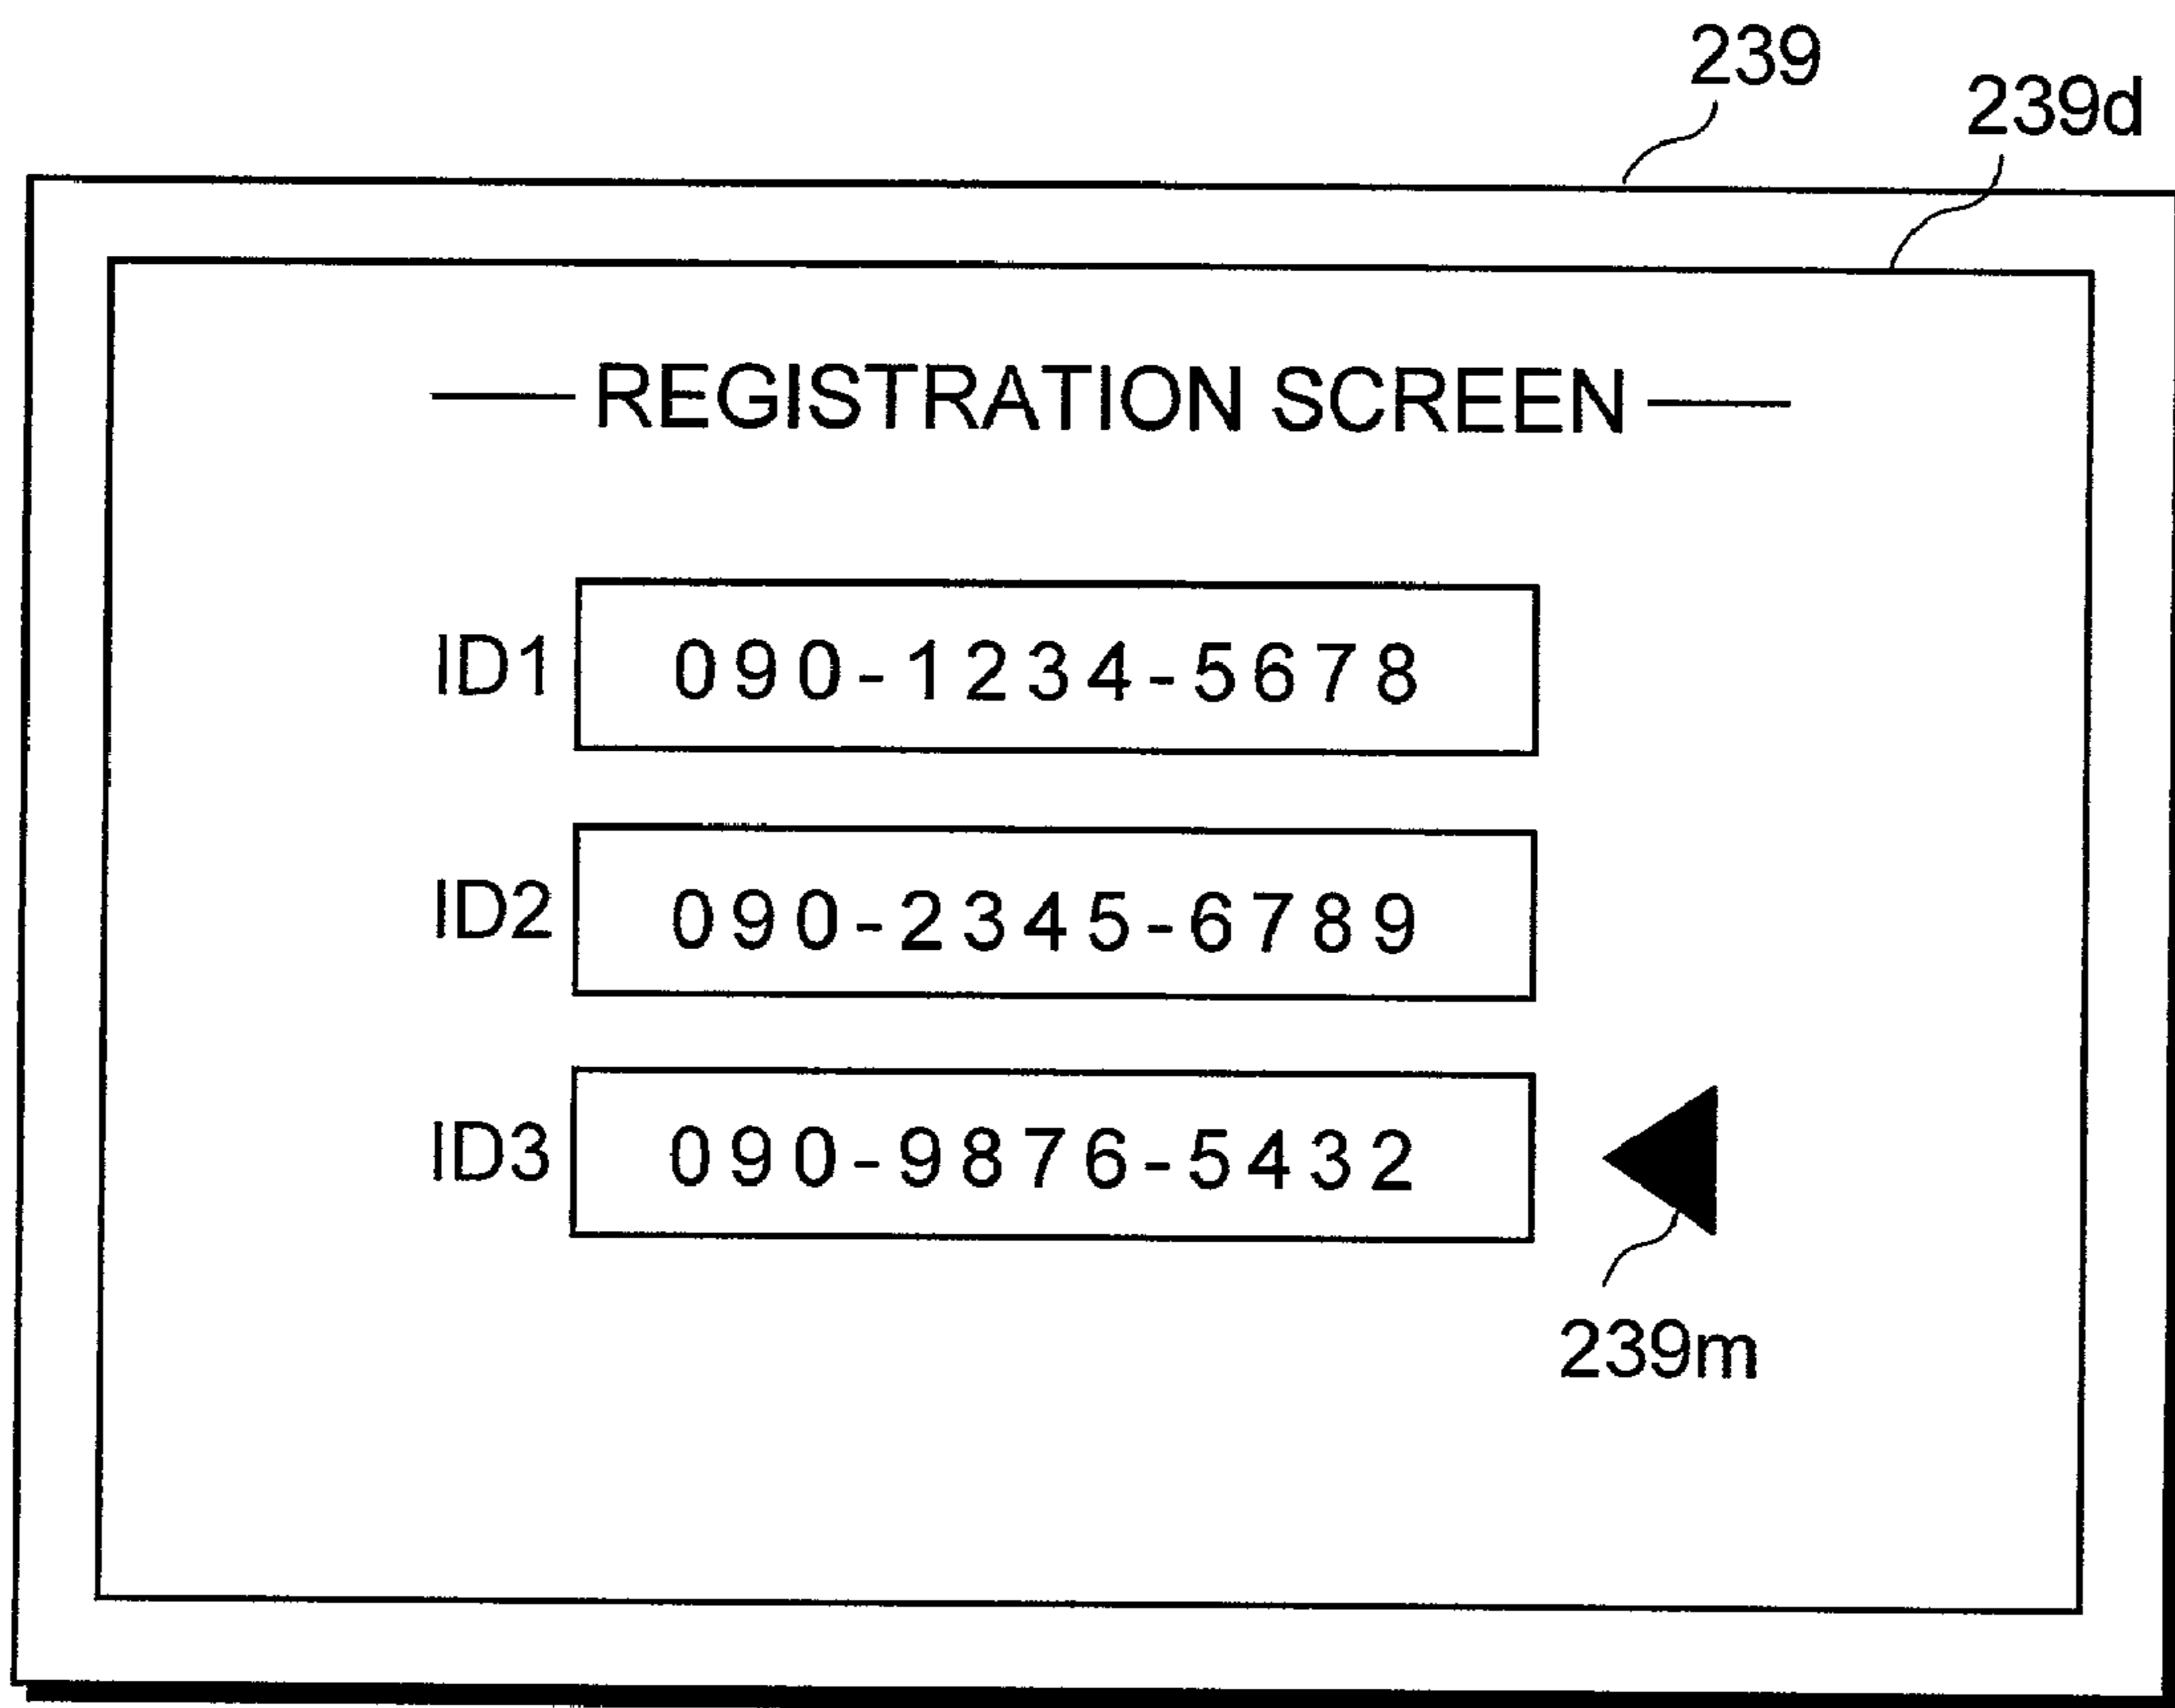 239
239d
— REGISTRATION SCREEN —
ID1 090-1234-5678
ID2 090-2345-6789
ID3 090-9876-5432
239m